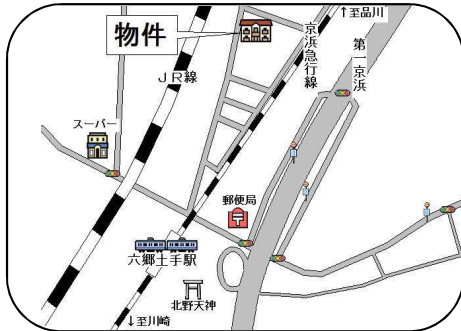 ↑至品川
物件
京浜急行線
第一京浜
JR線
スーパー
郵便局
六郷土手駅
北野天神
↓至川崎